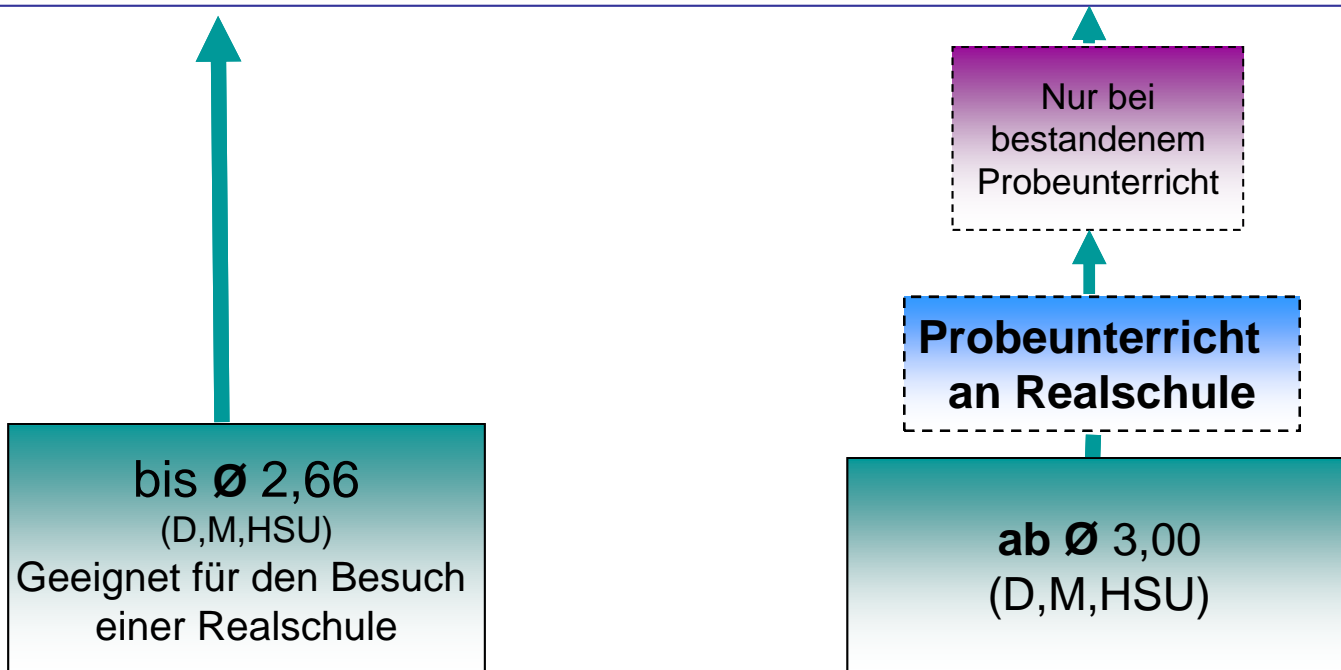 Nur bei
bestandenem
Probeunterricht
Probeunterricht
an Realschule
bis Ø 2,66
(D,M,HSU)
Geeignet für den Besuch
einer Realschule
ab Ø 3,00
(D,M,HSU)